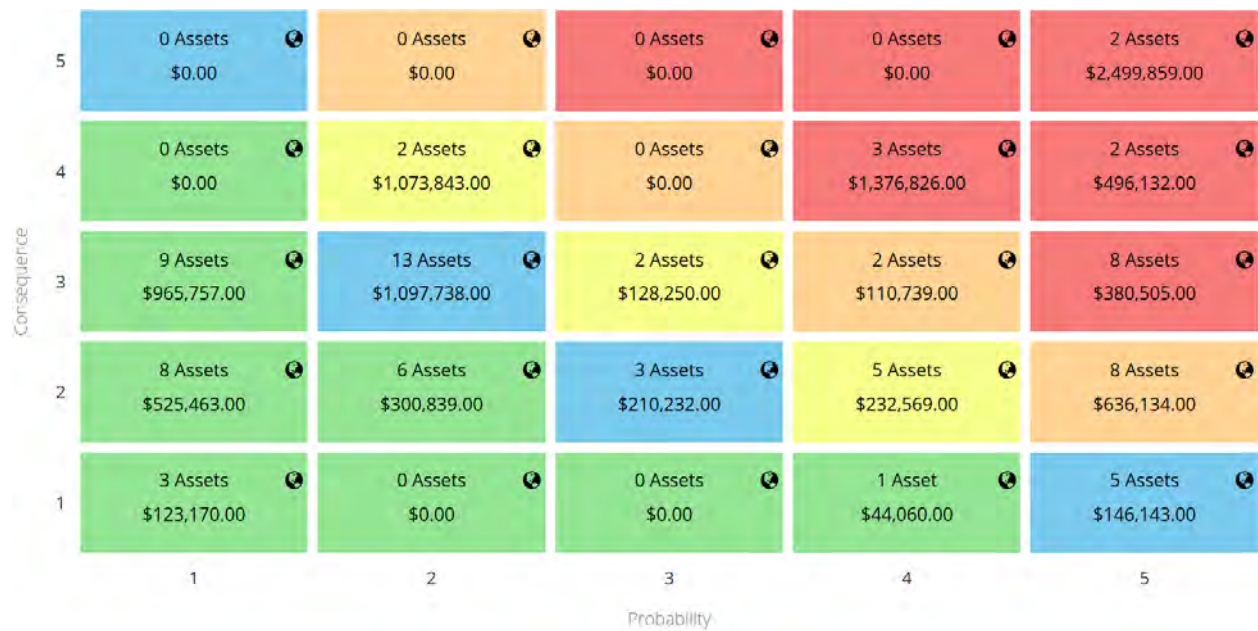 0 Assets 0 Assets 0 Assets 0 Assets 2 Assets
5
$0.00 $0.00 $0.00 $0.00 $2,499,859.00
0 Assets 2 Assets 0 Assets 3 Assets 2 Assets
4
$0.00 $1,073,843.00 $0.00 $1,376,826.00 $496,132.00
Consequence
9 Assets 13 Assets 2 Assets 2 Assets 8 Assets
3
$965,757.00 $1,097,738.00 $128,250.00 $110,739.00 $380,505.00
8 Assets 6 Assets 3 Assets 5 Assets 8 Assets
2
$525,463.00 $300,839.00 $210,232.00 $232,569.00 $636,134.00
3 Assets 0 Assets 0 Assets 1 Asset 5 Assets
1
$123,170.00 $0.00 $0.00 $44,060.00 $146,143.00
1 2 3 4 5
Probability